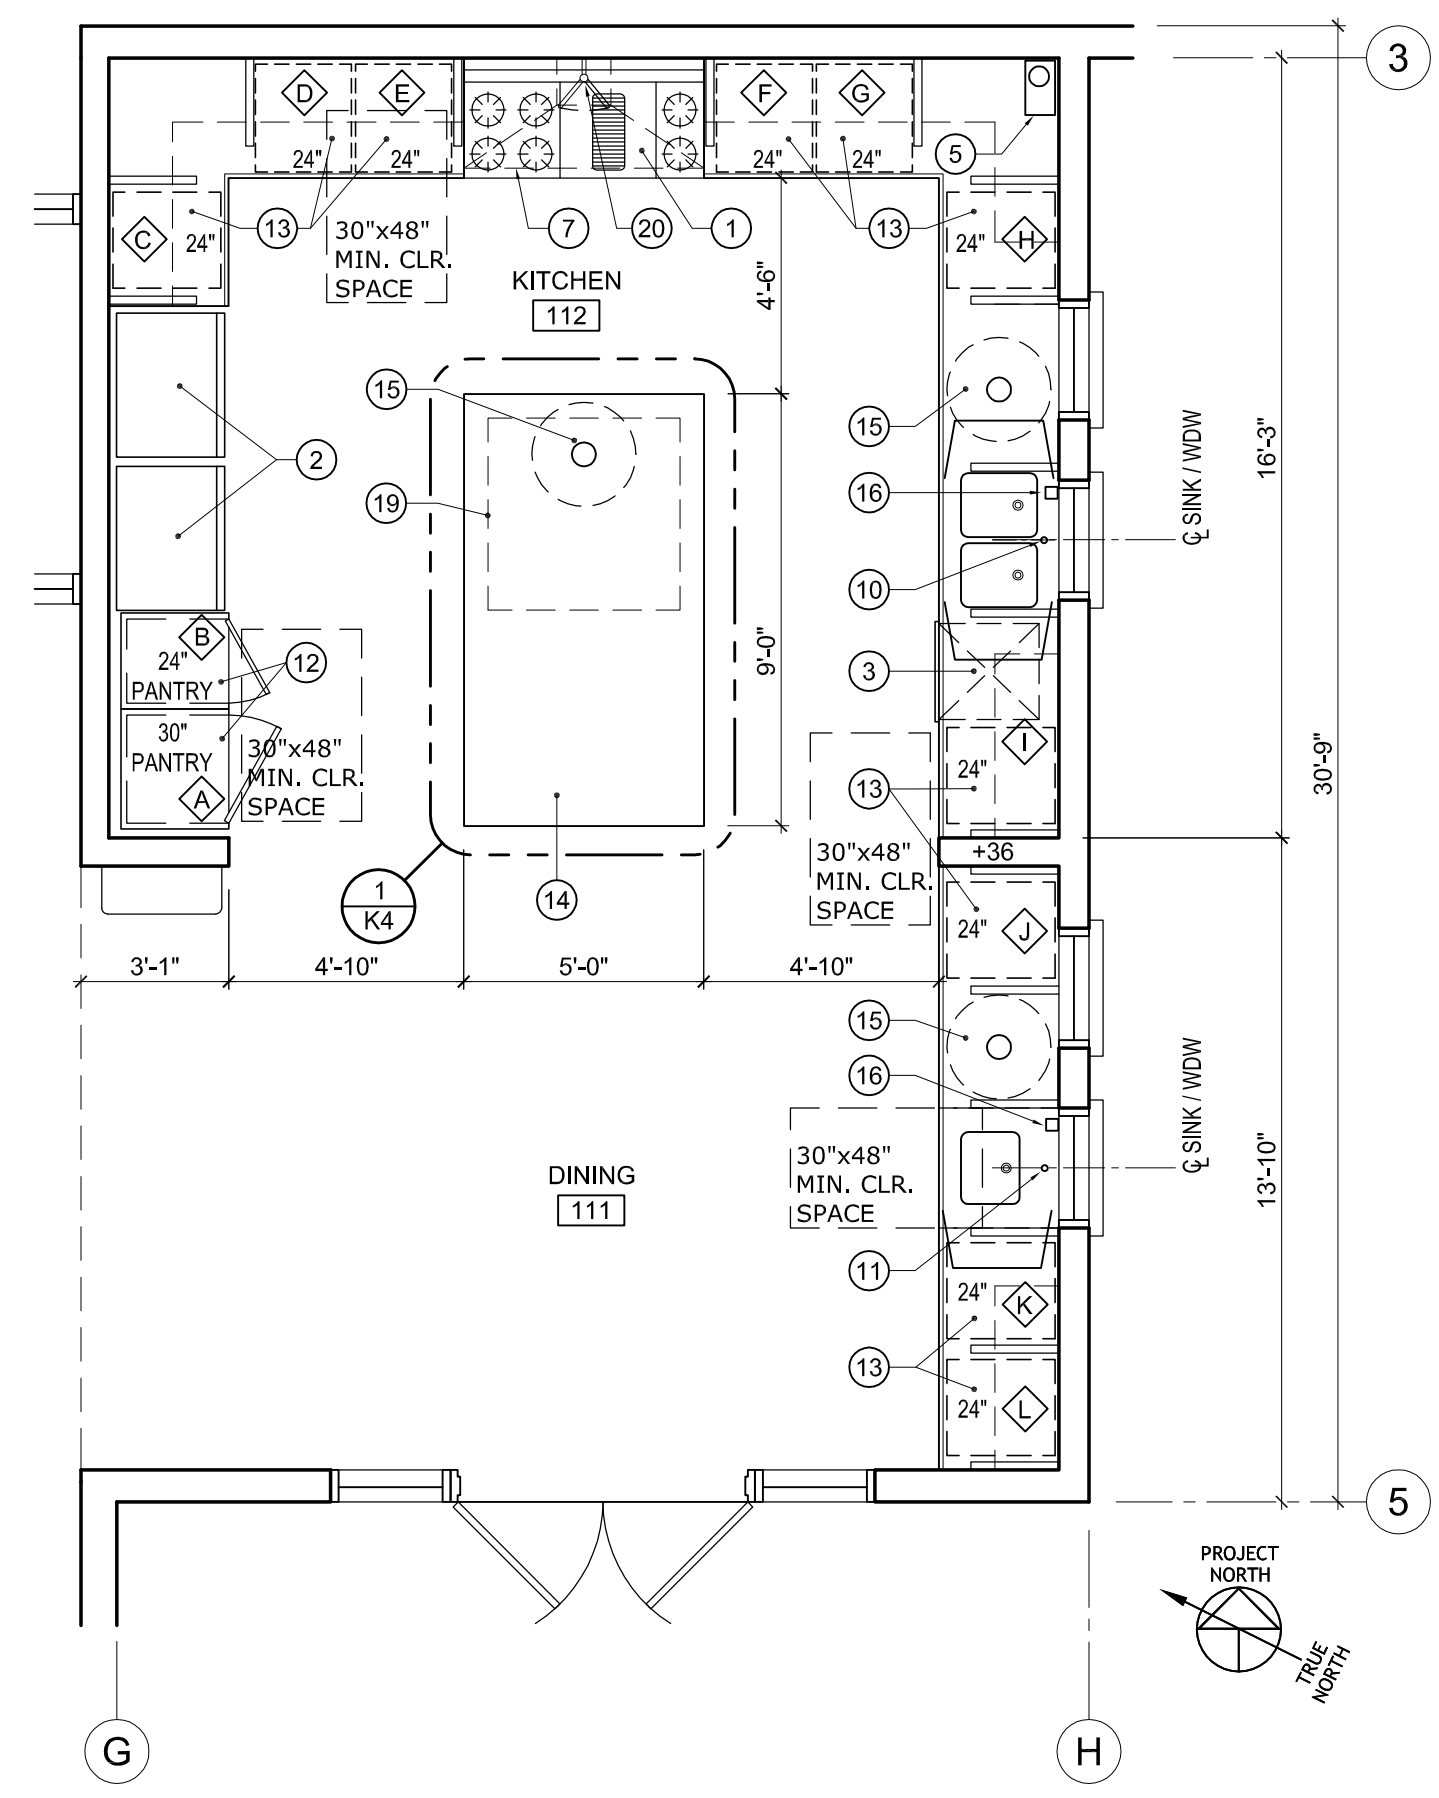 3
D
E
F
G
5
24"
24"
24"
24"
C
24"
13
30"x48"
MIN. CLR.
SPACE
7
20
1
13
24"
H
KITCHEN
112
4'-6"
15
15
2
19
16
10
16'-3"
℄ SINK / WDW
B
24"
PANTRY
12
9'-0"
3
30"
PANTRY
A
30"x48"
MIN. CLR.
SPACE
I
24"
13
30'-9"
14
30"x48"
MIN. CLR.
SPACE
+36
1
K4
24"
J
3'-1"
4'-10"
5'-0"
4'-10"
15
16
℄ SINK / WDW
13'-10"
DINING
111
30"x48"
MIN. CLR.
SPACE
11
24"
K
13
24"
L
5
PROJECT
NORTH
TRUE
NORTH
G
H